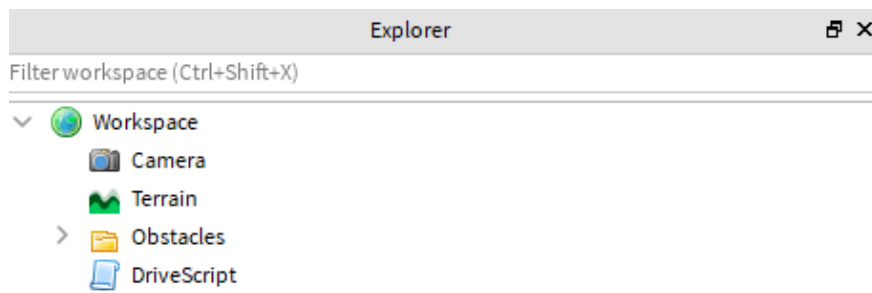 Explorer
Filter workspace (Ctrl+Shift+X)
Workspace
Camera
Terrain
Obstacles
DriveScript